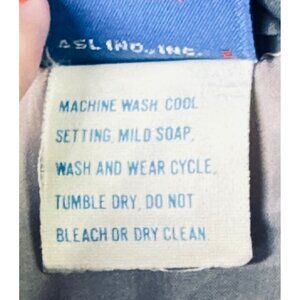 ASL IND., INC.
MACHINE WASH COOL
SETTING, MILD SOAP,
WASH AND WEAR CYCLE,
TUMBLE DRY, DO NOT
BLEACH OR DRY CLEAN.